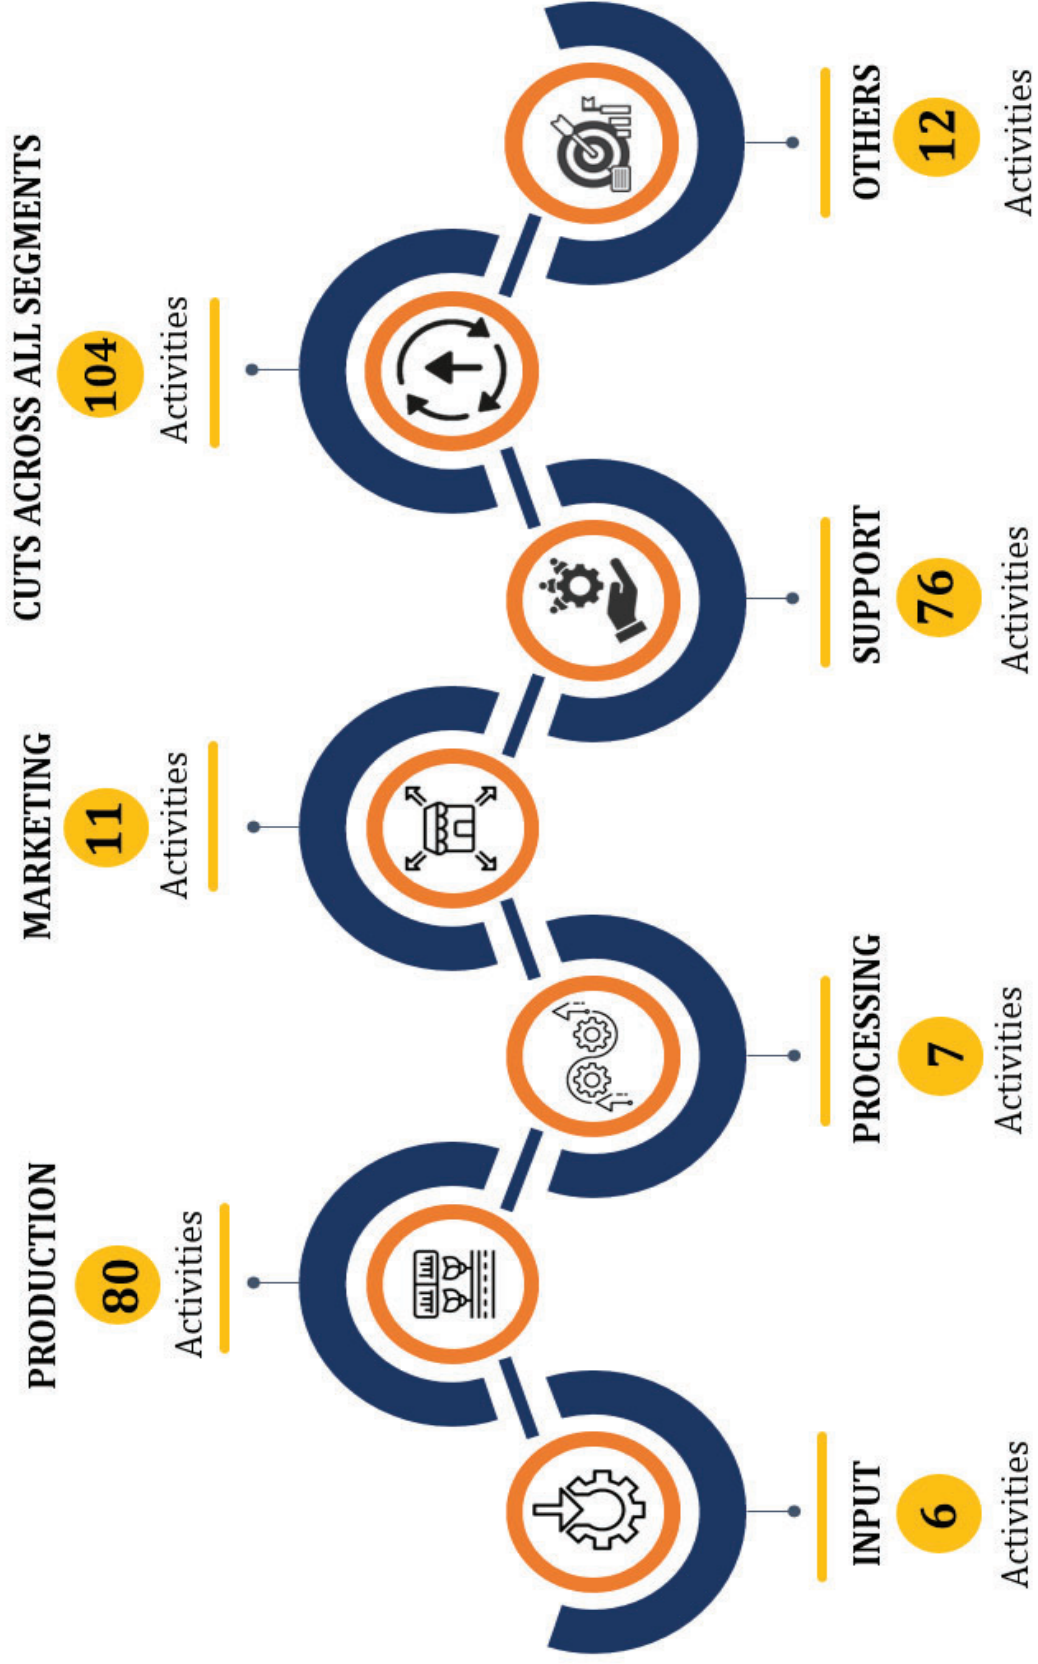 PRODUCTION
80
Activities
MARKETING
11
Activities
CUTS ACROSS ALL SEGMENTS
104
Activities
INPUT
6
Activities
PROCESSING
7
Activities
SUPPORT
76
Activities
OTHERS
12
Activities